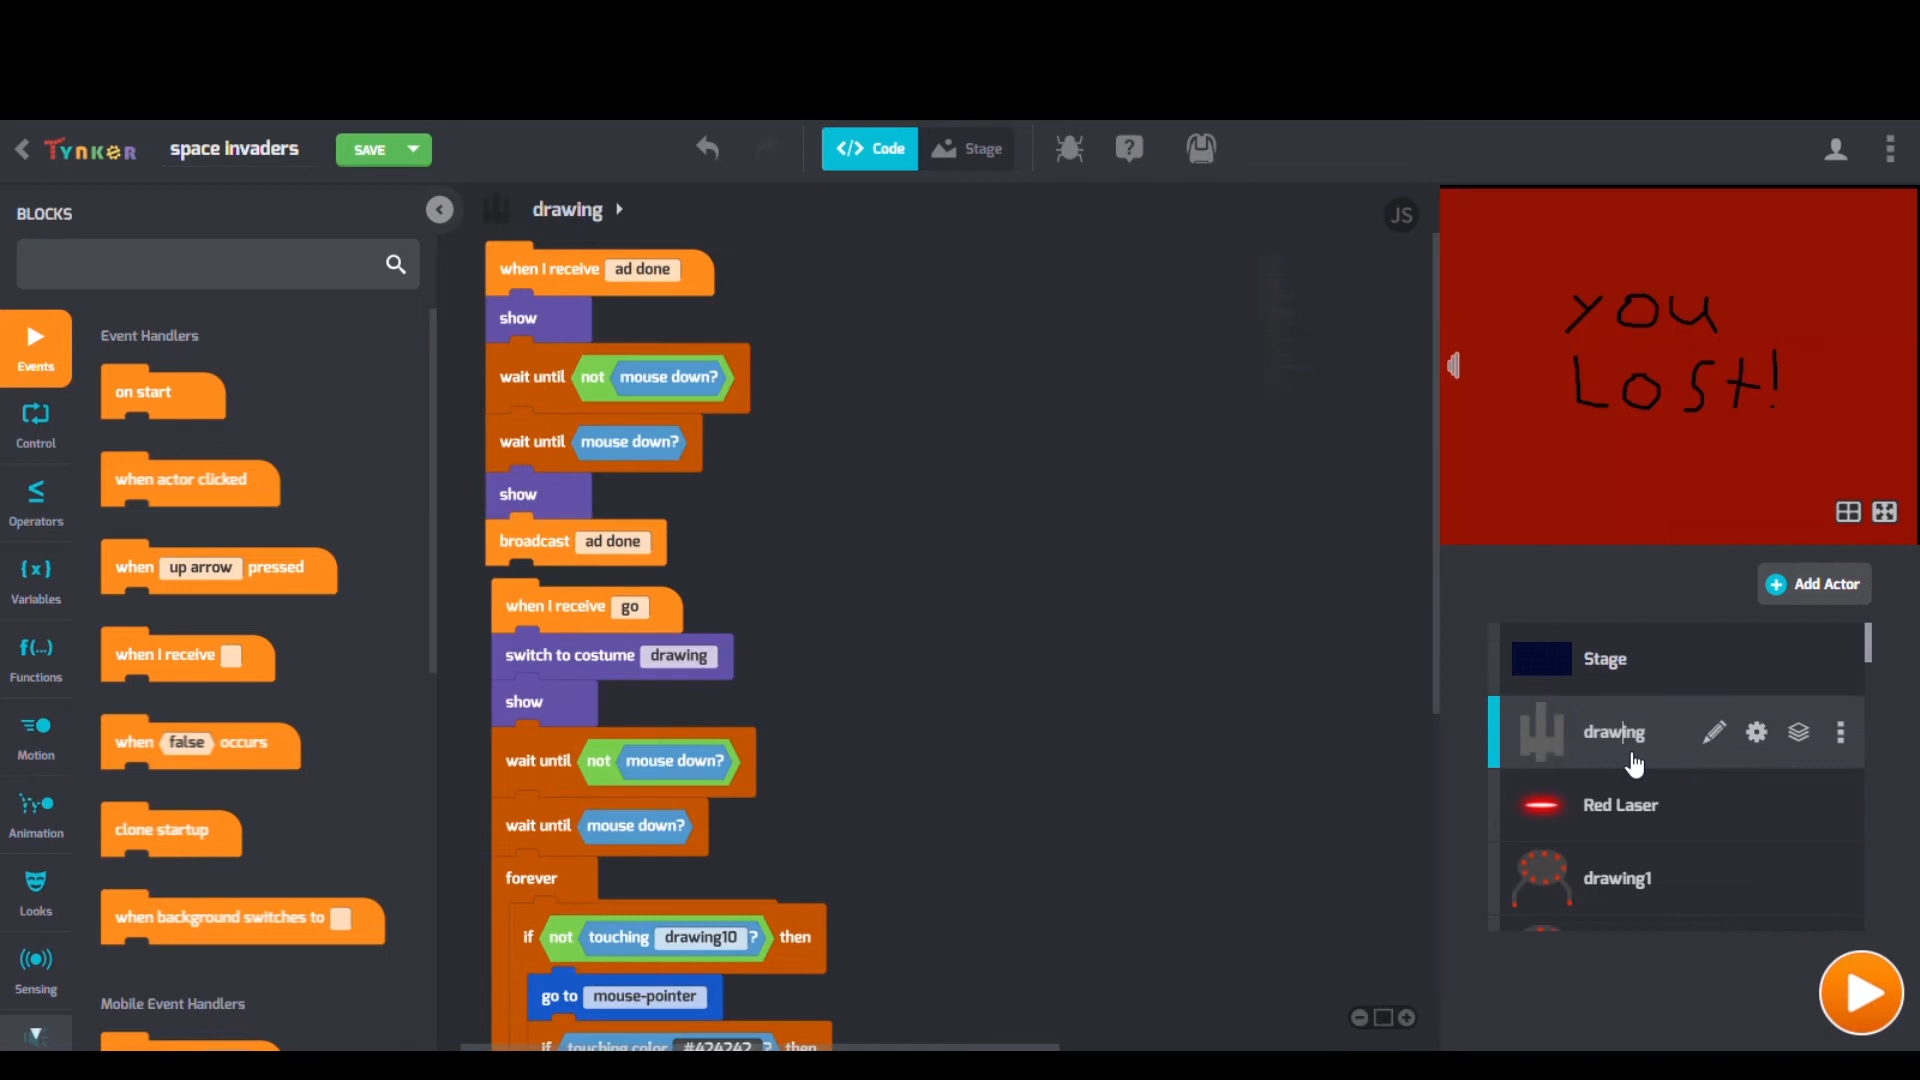 TYNKER
space invaders
SAVE
</> Code
Stage
?
BLOCKS
drawing
JS
Events
Control
Operators
{x}
Variables
f(...)
Functions
Motion
Animation
Looks
Sensing
Event Handlers
on start
when actor clicked
when up arrow pressed
when I receive
when false occurs
clone startup
when background switches to
Mobile Event Handlers
when I receive ad done
show
wait until not mouse down?
wait until mouse down?
show
broadcast ad done
when I receive go
switch to costume drawing
show
wait until not mouse down?
wait until mouse down?
forever
if not touching drawing10 ? then
go to mouse-pointer
if touching color #424242 ? then
you
Lost!
Add Actor
Stage
drawing
Red Laser
drawing1